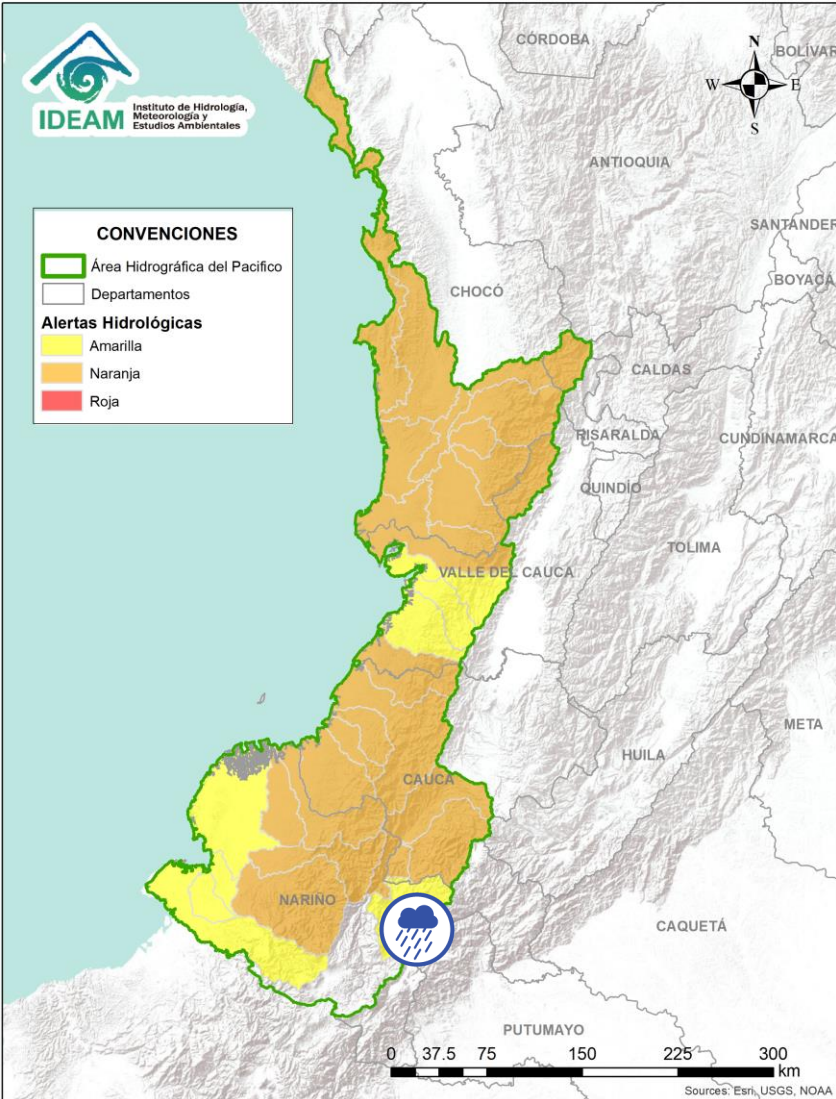 IDEAM
Instituto de Hidrología,
Meteorología y
Estudios Ambientales
CONVENCIONES
Área Hidrográfica del Pacifico
Departamentos
Alertas Hidrológicas
Amarilla
Naranja
Roja
N
W
E
S
CÓRDOBA
BOLÍVAR
ANTIOQUIA
SANTANDER
BOYACÁ
CHOCÓ
CALDAS
RISARALDA
CUNDINAMARCA
QUINDÍO
TOLIMA
VALLE DEL CAUCA
META
HUILA
CAUCA
NARIÑO
CAQUETÁ
PUTUMAYO
0 37.5 75 150 225 300
km
Sources: Esri, USGS, NOAA